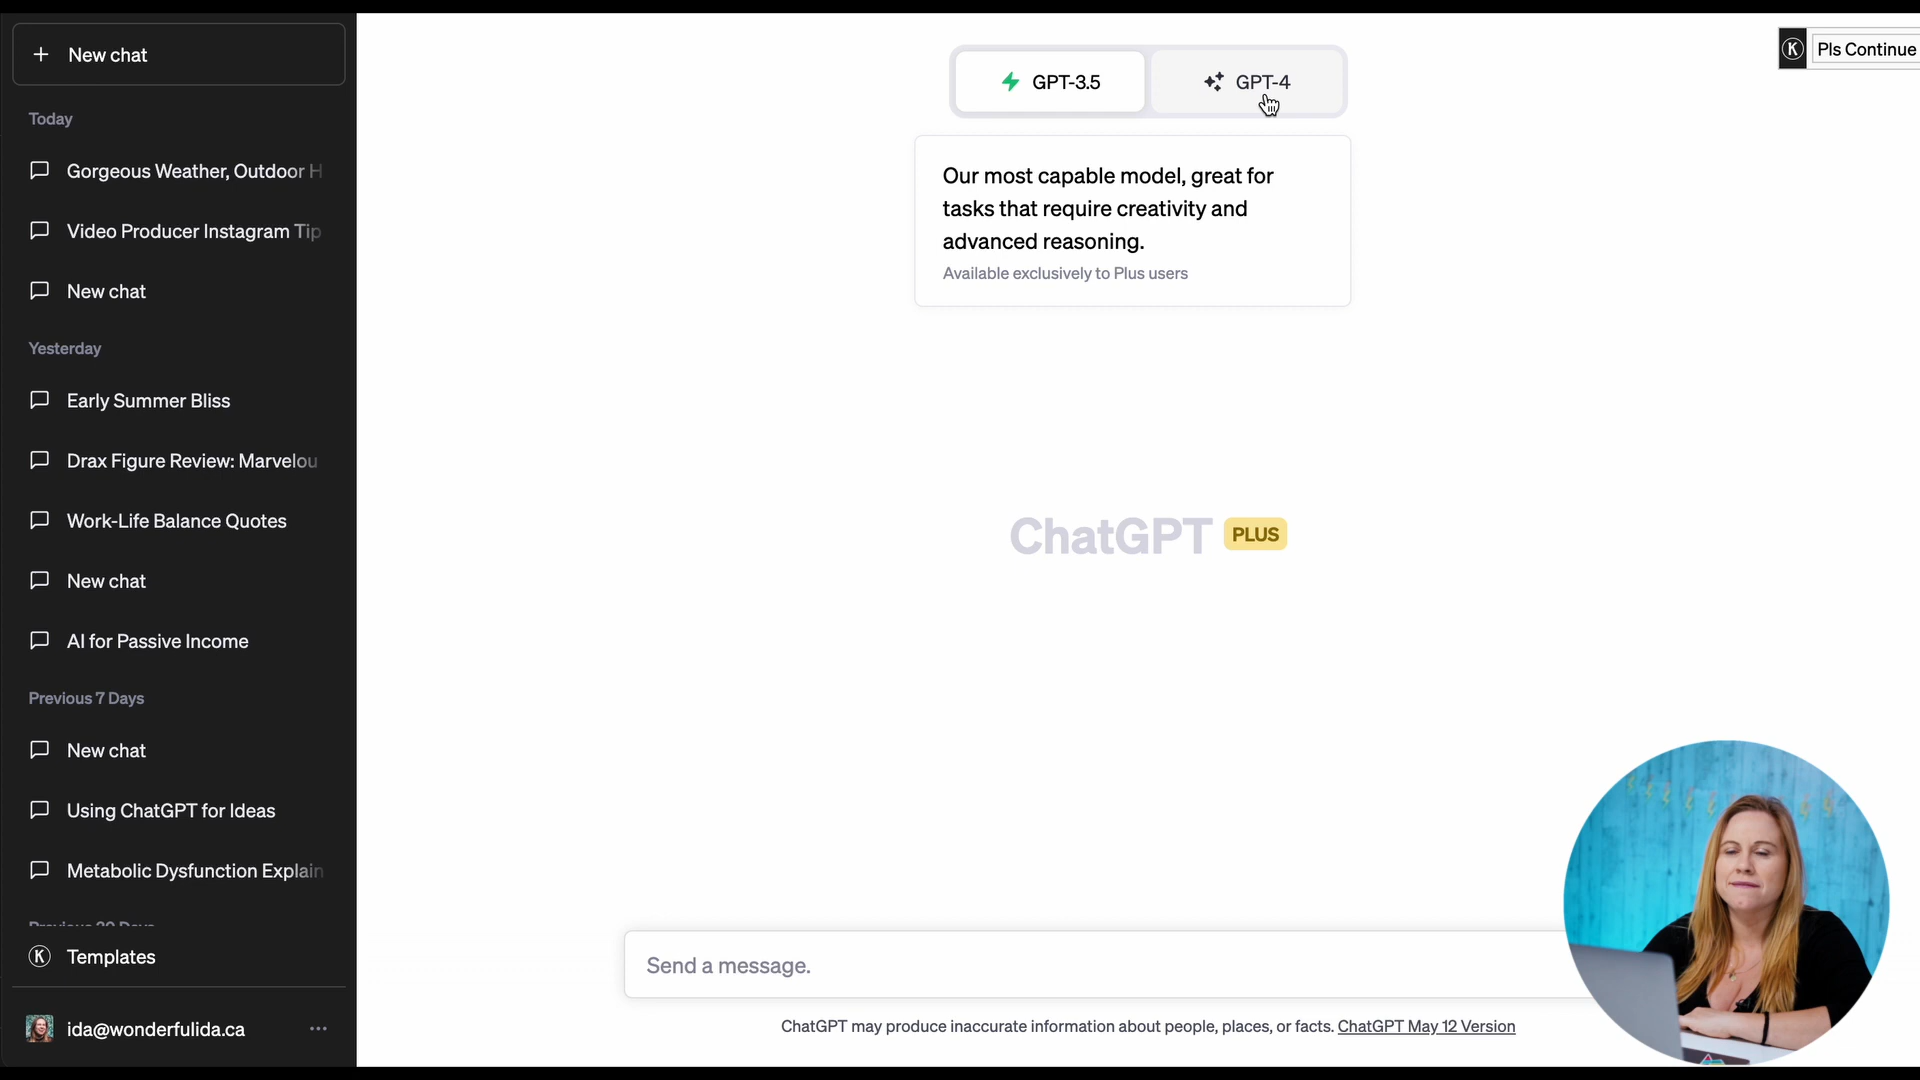 New chat
Today
Gorgeous Weather, Outdoor H
Video Producer Instagram Tip
New chat
Yesterday
Early Summer Bliss
Drax Figure Review: Marvelou
Work-Life Balance Quotes
New chat
AI for Passive Income
Previous 7 Days
New chat
Using ChatGPT for Ideas
Metabolic Dysfunction Explain
Previous 30 Days
K Templates
ida@wonderfulida.ca
GPT-3.5
GPT-4
Our most capable model, great for
tasks that require creativity and
advanced reasoning.
Available exclusively to Plus users
K Pls Continue
ChatGPT PLUS
Send a message.
ChatGPT may produce inaccurate information about people, places, or facts. ChatGPT May 12 Version